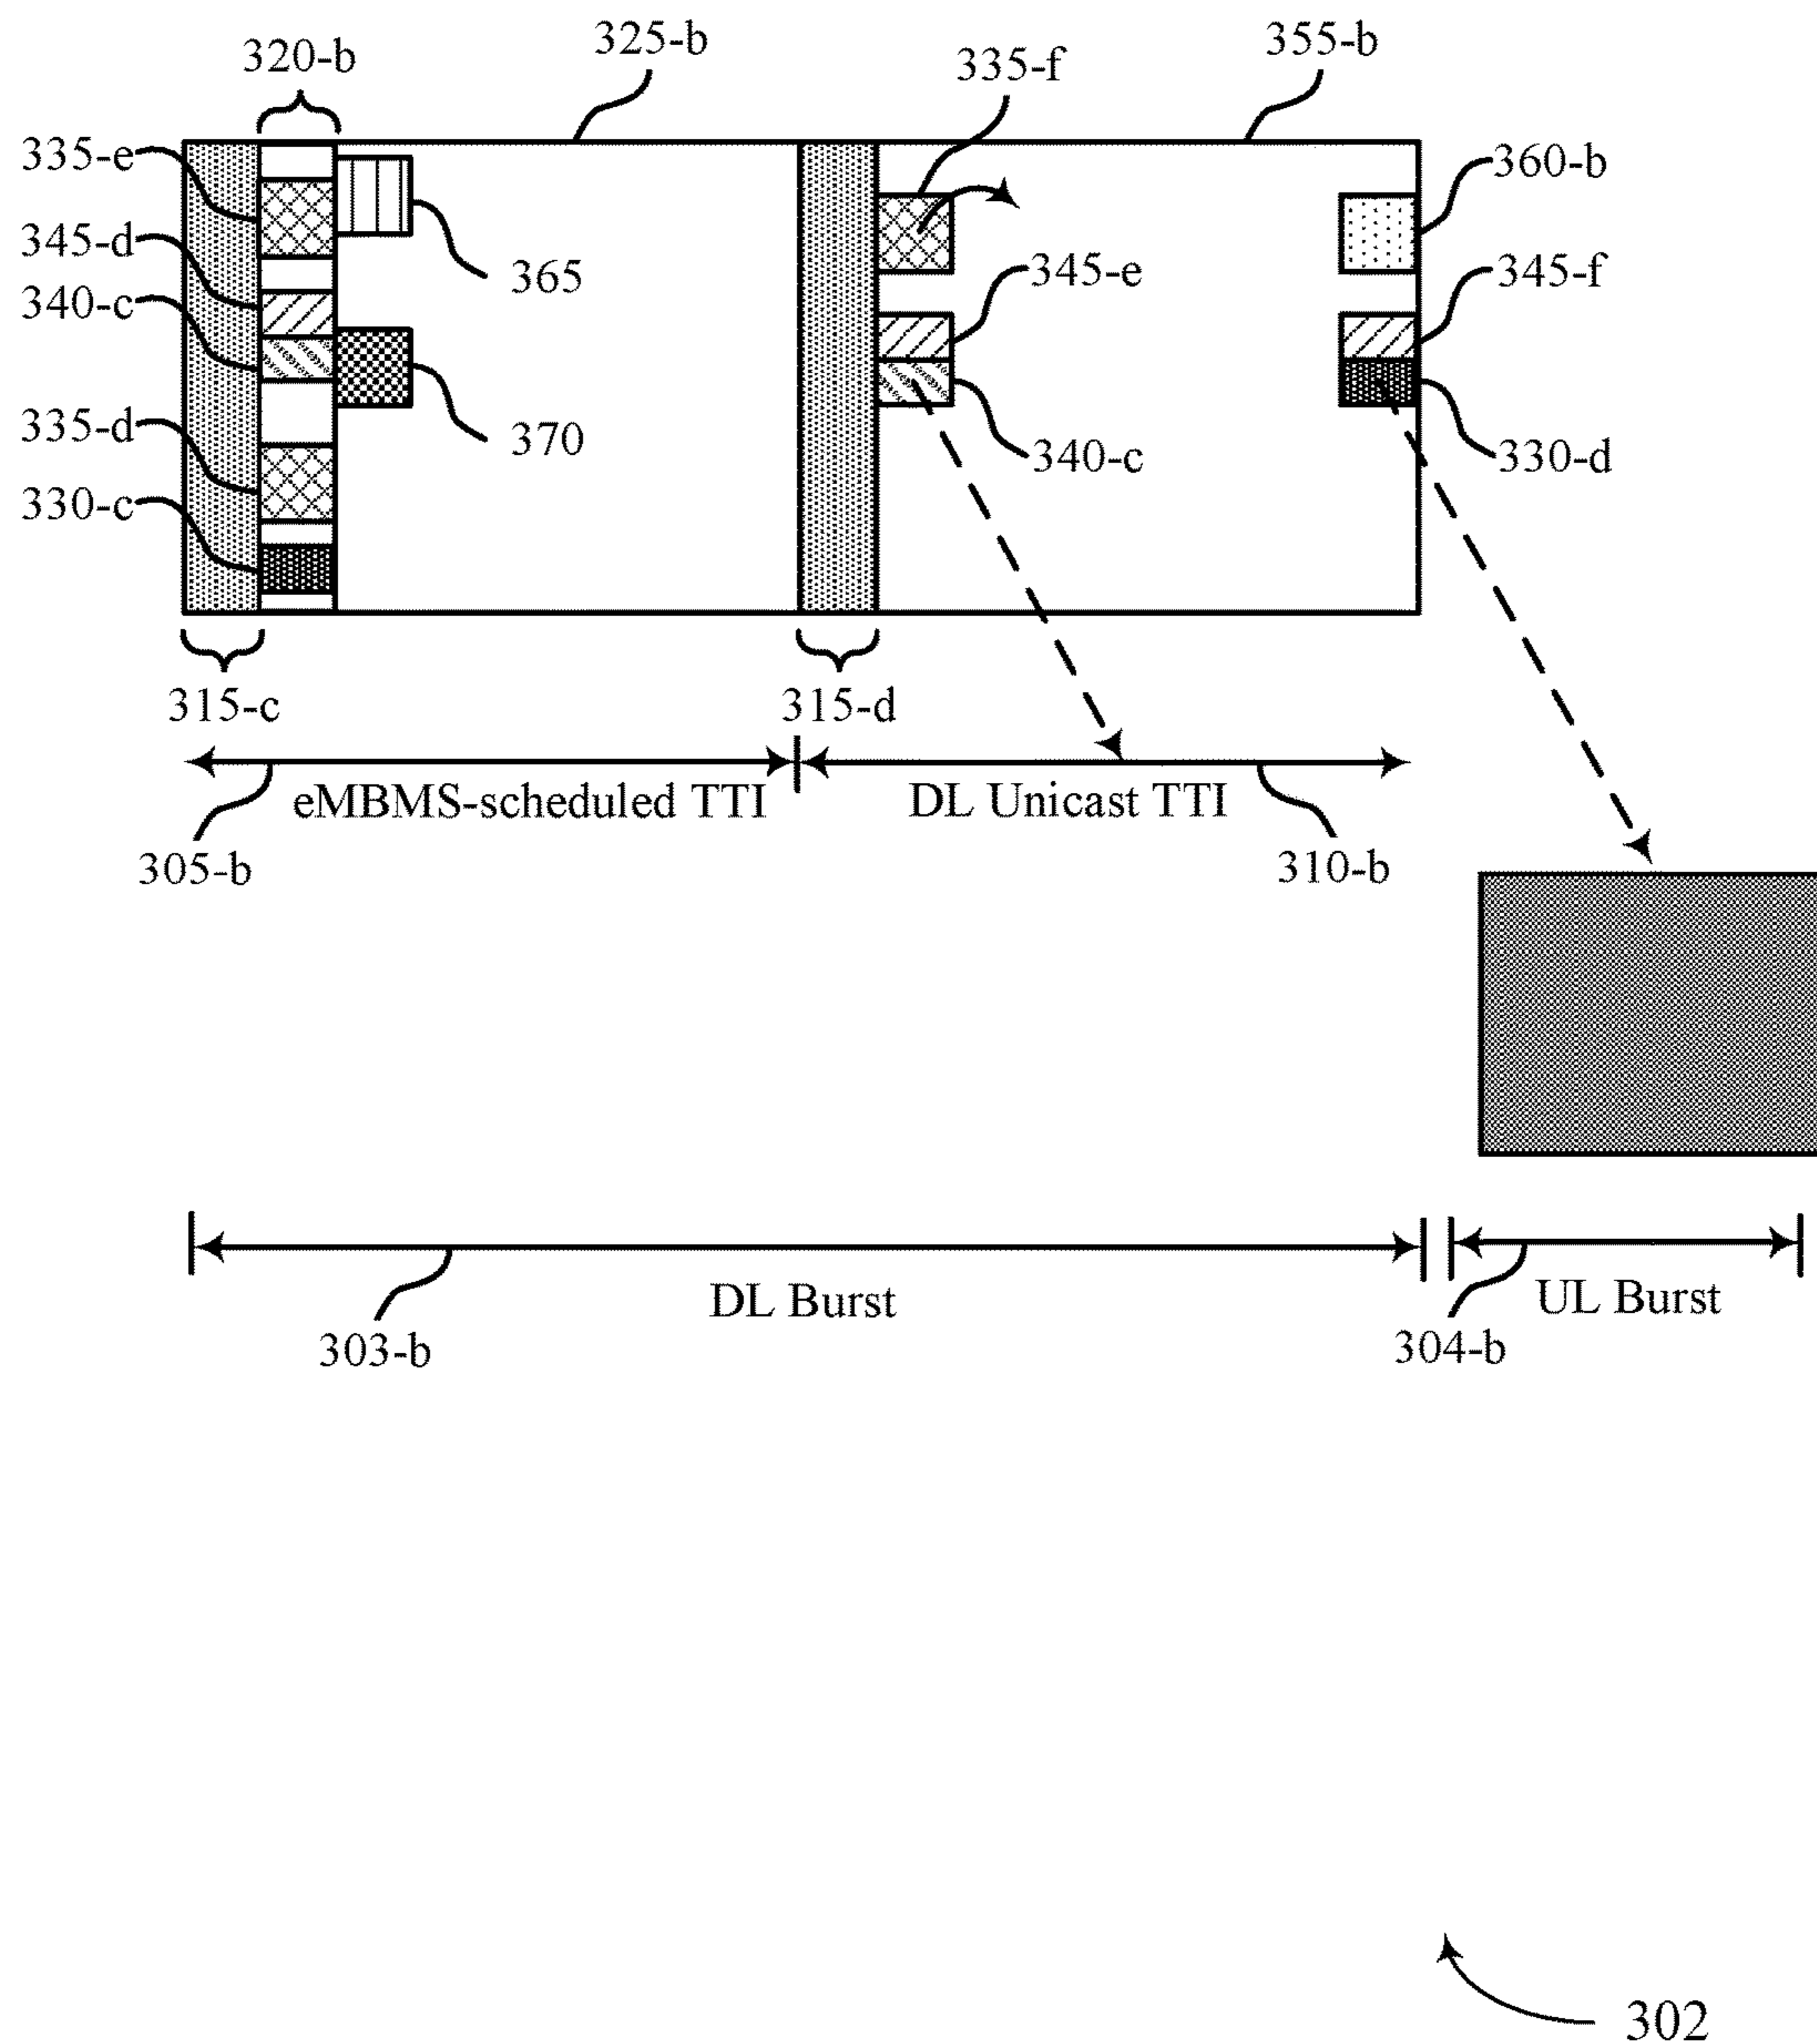 320-b
325-b
335-f
355-b
335-e
360-b
345-d
365
345-e
345-f
340-c
335-d
370
340-c
330-d
330-c
315-c
315-d
eMBMS-scheduled TTI
DL Unicast TTI
305-b
310-b
DL Burst
UL Burst
303-b
304-b
302